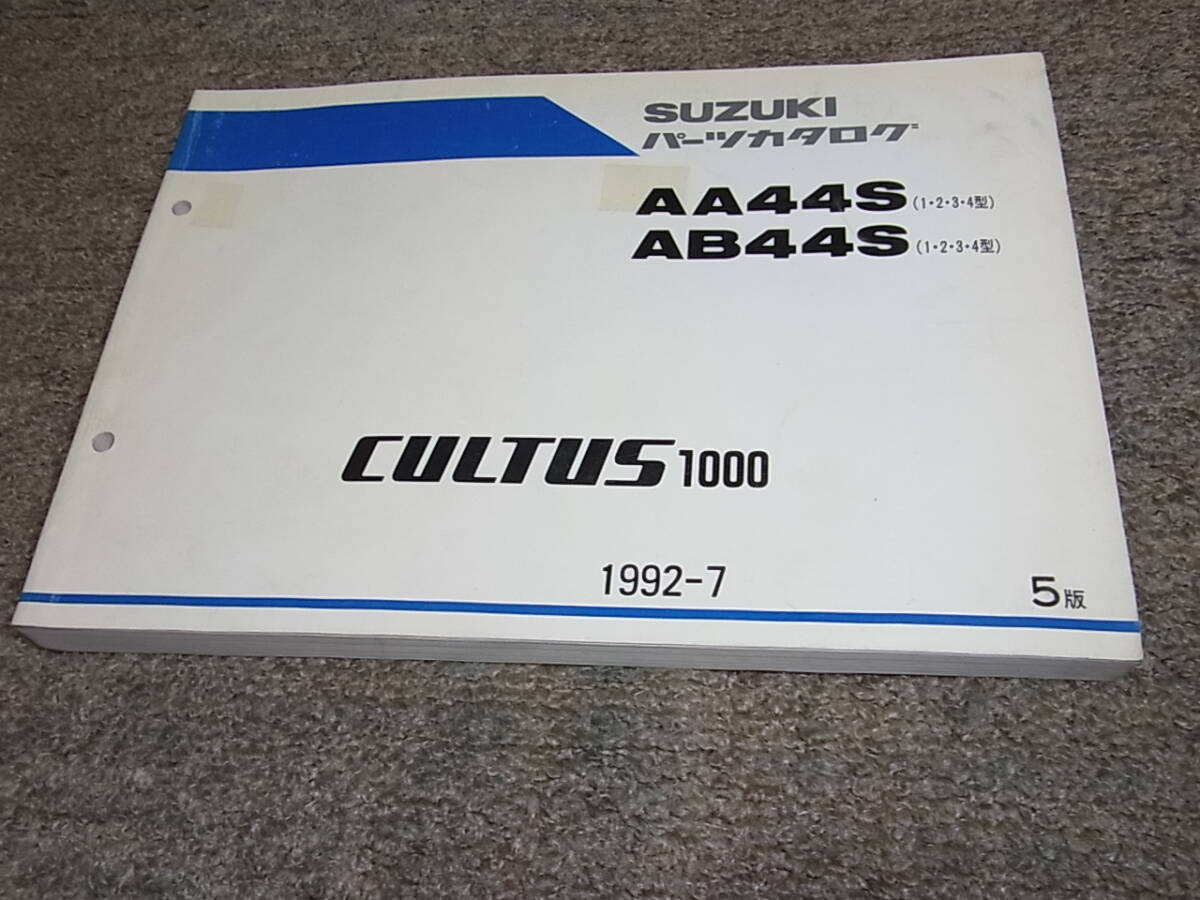 SUZUKI
パーツカタログ
AA44S (1・2・3・4型)
AB44S (1・2・3・4型)
CULTUS 1000
1992-7
5版